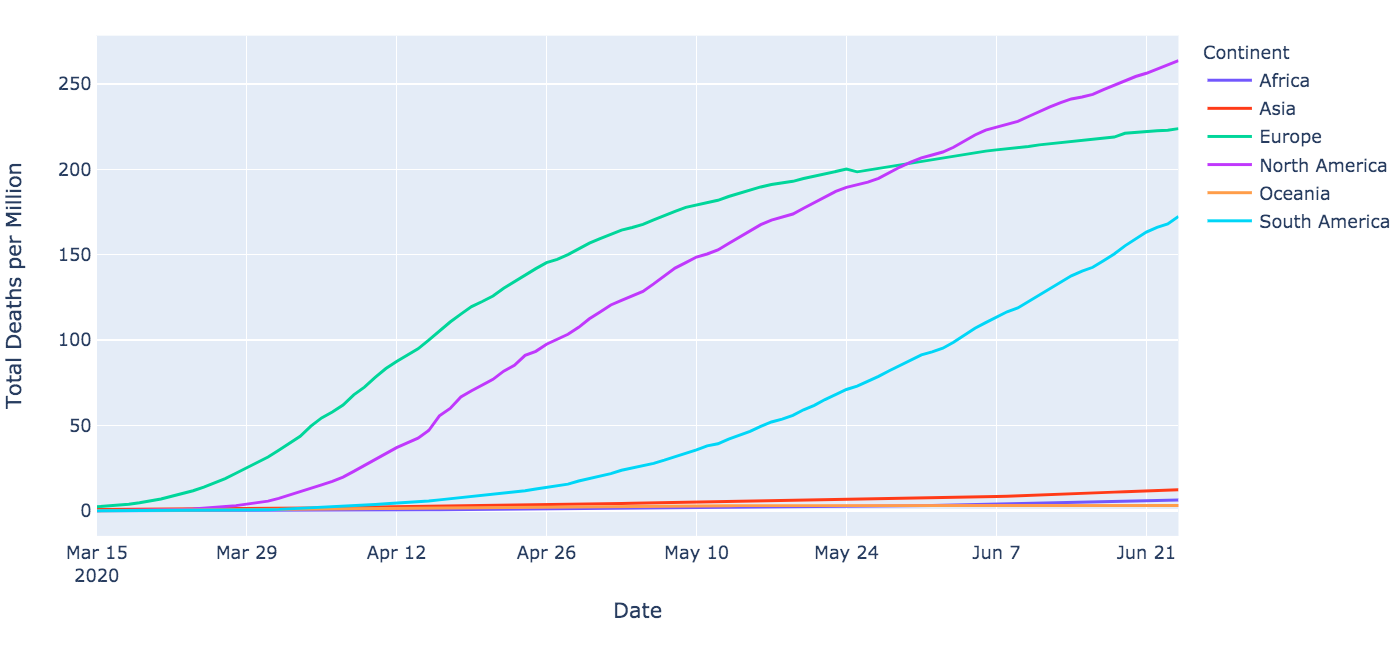 Total Deaths per Million
250
200
150
100
50
0
Mar 15
2020
Mar 29
Apr 12
Apr 26
May 10
May 24
Jun 7
Jun 21
Date
Continent
Africa
Asia
Europe
North America
Oceania
South America